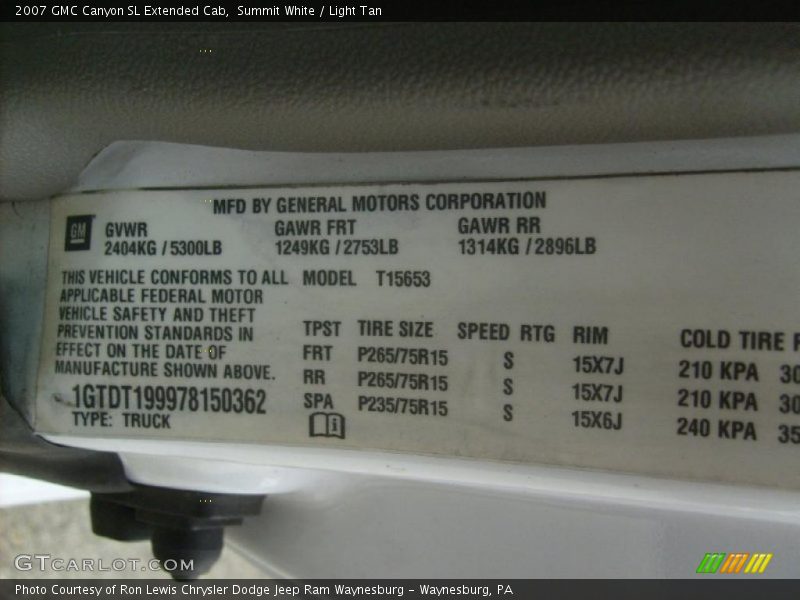 2007 GMC Canyon SL Extended Cab, Summit White / Light Tan
MFD BY GENERAL MOTORS CORPORATION
GM GVWR GAWR FRT GAWR RR
2404KG / 5300LB 1249KG / 2753LB 1314KG / 2896LB
THIS VEHICLE CONFORMS TO ALL MODEL T15653
APPLICABLE FEDERAL MOTOR
VEHICLE SAFETY AND THEFT
PREVENTION STANDARDS IN
EFFECT ON THE DATE OF
MANUFACTURE SHOWN ABOVE.
1GTDT199978150362
TYPE: TRUCK
TPST TIRE SIZE SPEED RTG RIM COLD TIRE
FRT P265/75R15 S 15X7J 210 KPA 30
RR P265/75R15 S 15X7J 210 KPA 30
SPA P235/75R15 S 15X6J 240 KPA 35
GTCARLOT.COM
Photo Courtesy of Ron Lewis Chrysler Dodge Jeep Ram Waynesburg - Waynesburg, PA